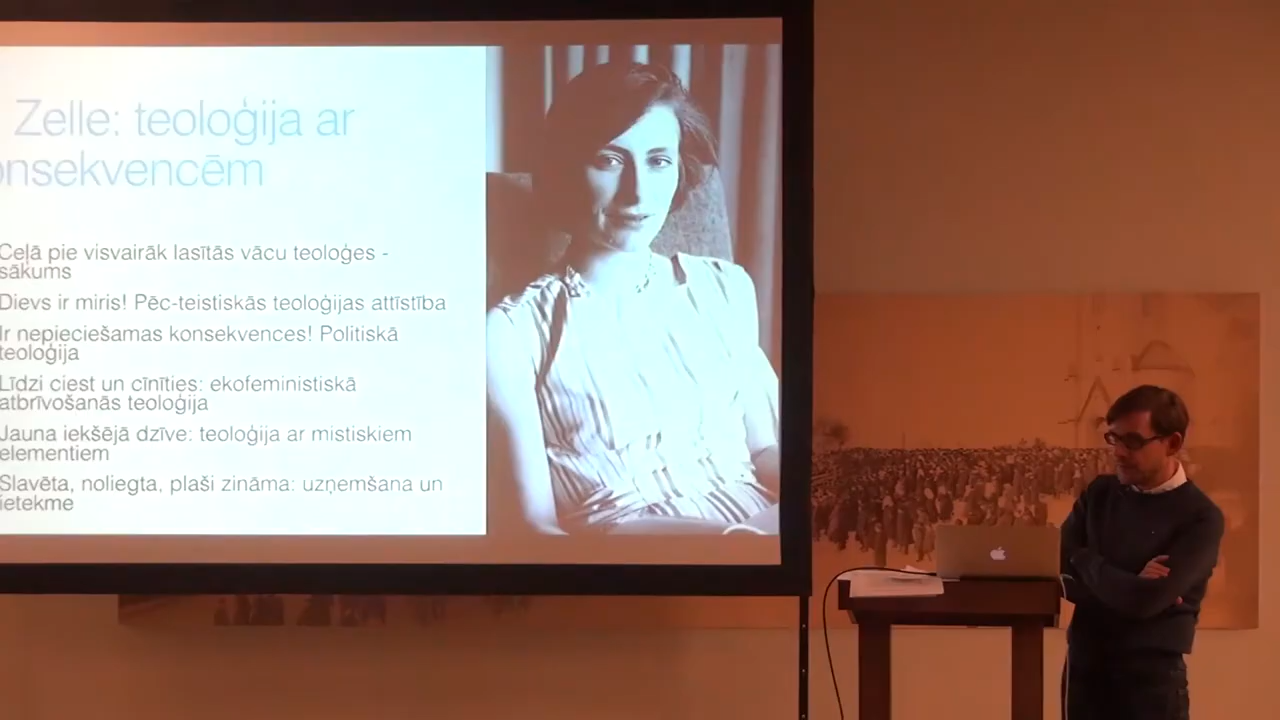 Zelle: teoloģija ar
onsekvencēm
Ceļā pie visvairāk lasītās vācu teoloģes -
sākums
Dievs ir miris! Pēc-teistiskās teoloģijas attīstība
Ir nepieciešamas konsekvences! Politiskā
teoloģija
Līdzi ciest un cīnīties: ekofeministiskā
atbrīvošanās teoloģija
Jauna iekšējā dzīve: teoloģija ar mistiskiem
elementiem
Slavēta, noliegta, plaši zināma: uzņemšana un
ietekme